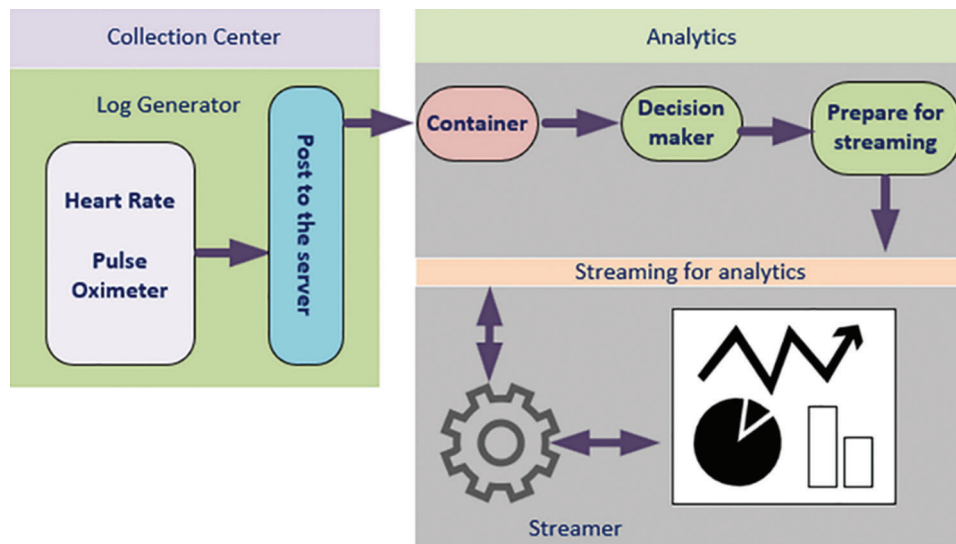 Collection Center
Log Generator
Heart Rate
Pulse
Oximeter
Post to the server
Analytics
Container
Decision
maker
Prepare for
streaming
Streaming for analytics
Streamer